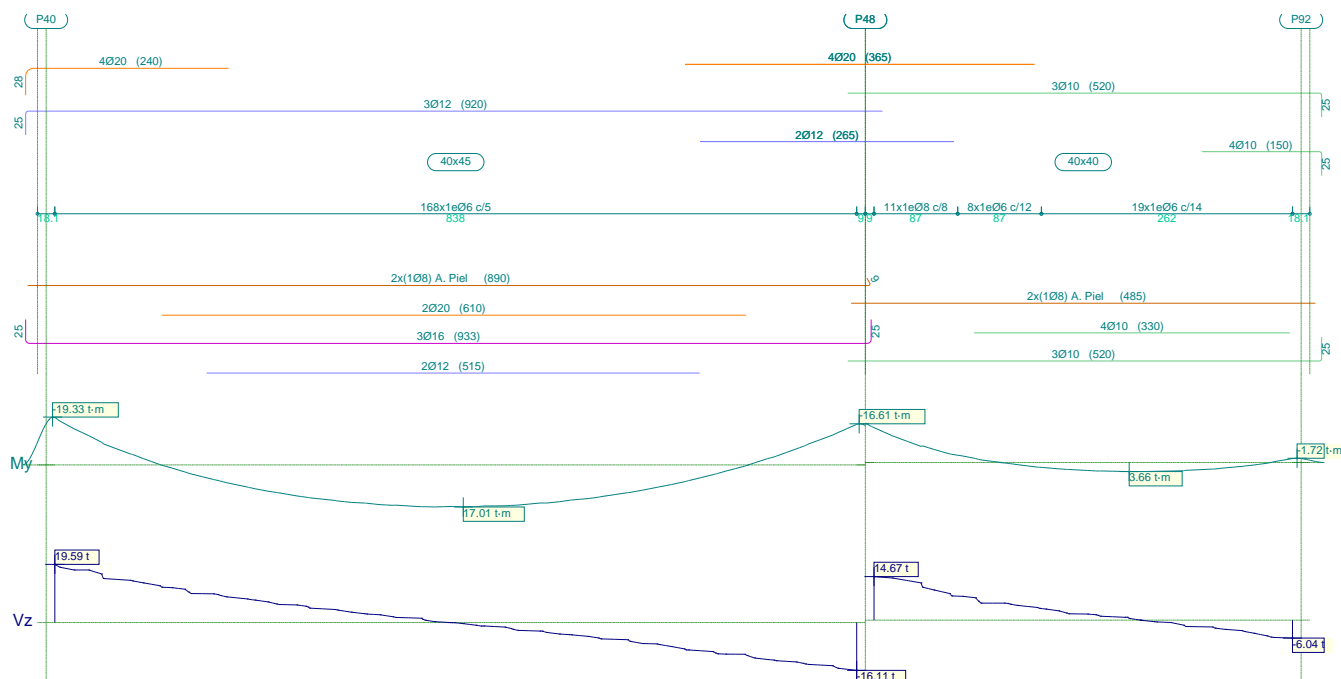 P40 P48 P92
4Ø20 (240) 4Ø20 (365)
28
3Ø10 (520)
3Ø12 (920)
25 25
2Ø12 (265)
4Ø10 (150)
40x45 40x40
25
168x1eØ6 c/5 11x1eØ8 c/8 8x1eØ6 c/12 19x1eØ6 c/14
18.1 838 9.9 87 87 262 18.1
2x(1Ø8) A. Piel (890) 9
2x(1Ø8) A. Piel (485)
2Ø20 (610)
4Ø10 (330)
25 3Ø16 (933) 25
3Ø10 (520) 25
2Ø12 (515)
-19.33 t·m
-16.61 t·m
-1.72 t·m
My
3.66 t·m
17.01 t·m
19.59 t
14.67 t
Vz
-6.04 t
-16.11 t